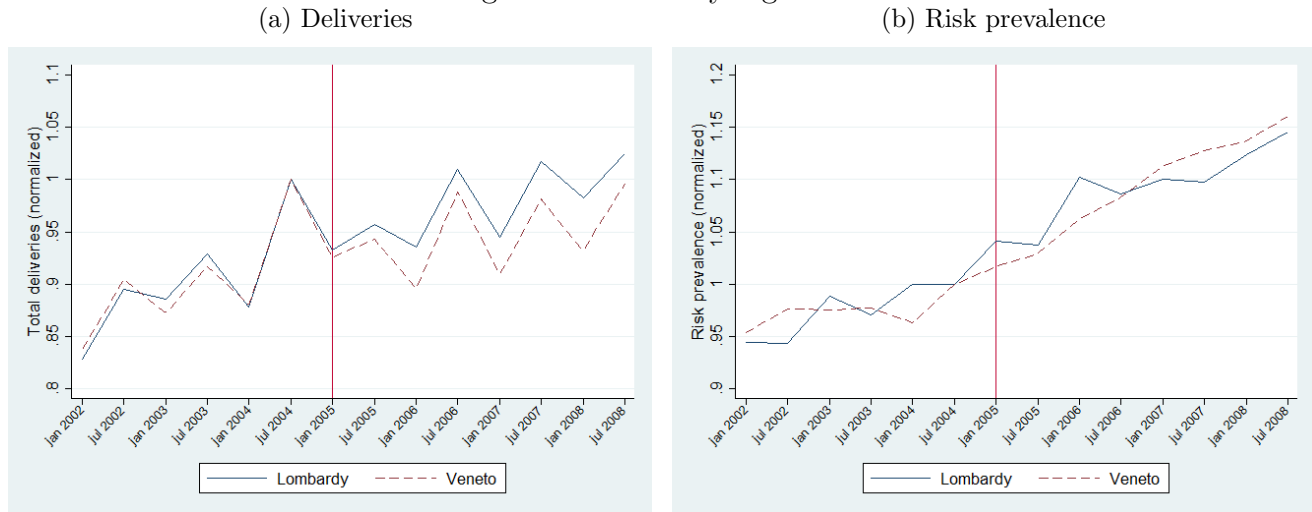 (a) Deliveries
(b) Risk prevalence
Total deliveries (normalized)
1.1
1.05
1
.95
.9
.85
.8
jan 2002
jul 2002
jan 2003
jul 2003
jan 2004
jul 2004
jan 2005
jul 2005
jan 2006
jul 2006
jan 2007
jul 2007
jan 2008
jul 2008
Lombardy
Veneto
Risk prevalence (normalized)
1.2
1.15
1.1
1.05
1
.95
.9
jan 2002
jul 2002
jan 2003
jul 2003
jan 2004
jul 2004
jan 2005
jul 2005
jan 2006
jul 2006
jan 2007
jul 2007
jan 2008
jul 2008
Lombardy
Veneto